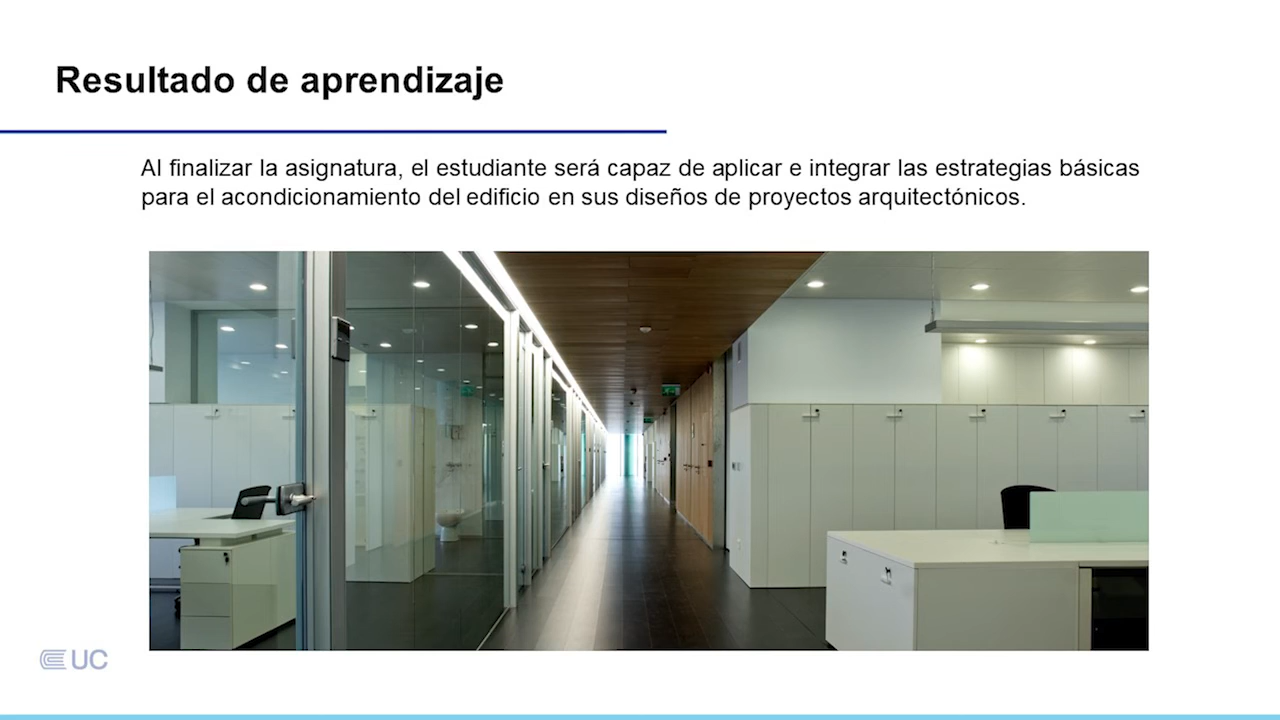 Resultado de aprendizaje
Al finalizar la asignatura, el estudiante será capaz de aplicar e integrar las estrategias básicas
para el acondicionamiento del edificio en sus diseños de proyectos arquitectónicos.
UC